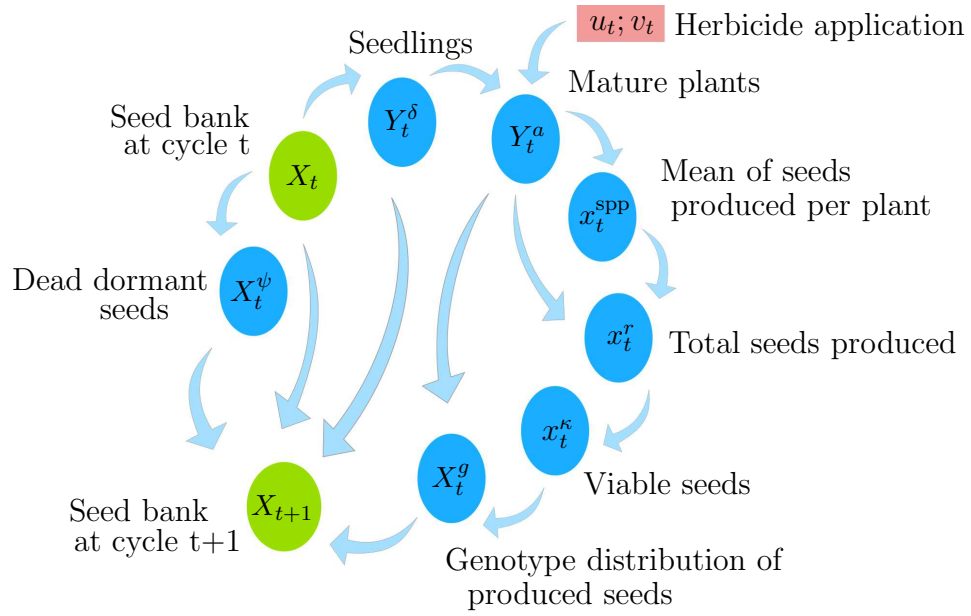 u_t; v_t Herbicide application
Seedlings
Mature plants
Y_t^δ
Y_t^a
Seed bank
at cycle t
X_t
Mean of seeds
produced per plant
x_t^spp
Dead dormant
seeds
X_t^ψ
x_t^r
Total seeds produced
x_t^κ
Viable seeds
X_t^g
X_{t+1}
Seed bank
at cycle t+1
Genotype distribution of
produced seeds